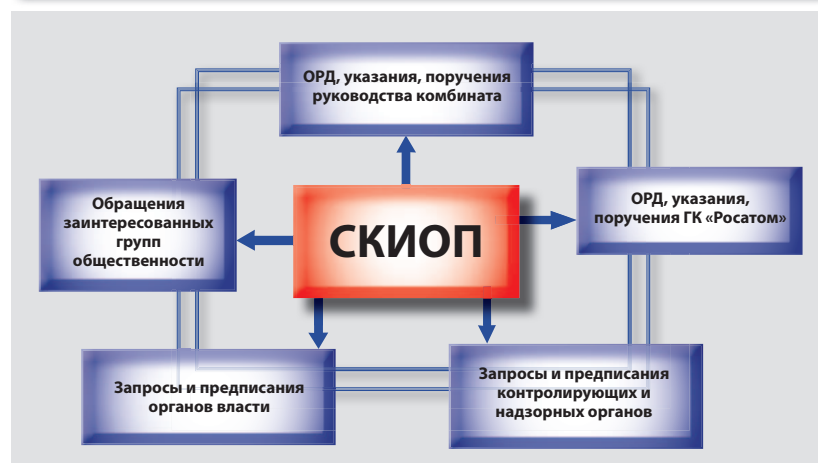 ОРД, указания, поручения
руководства комбината
Обращения
заинтересованных
групп
общественности
СКИОП
ОРД, указания,
поручения ГК «Росатом»
Запросы и предписания
органов власти
Запросы и предписания
контролирующих и
надзорных органов